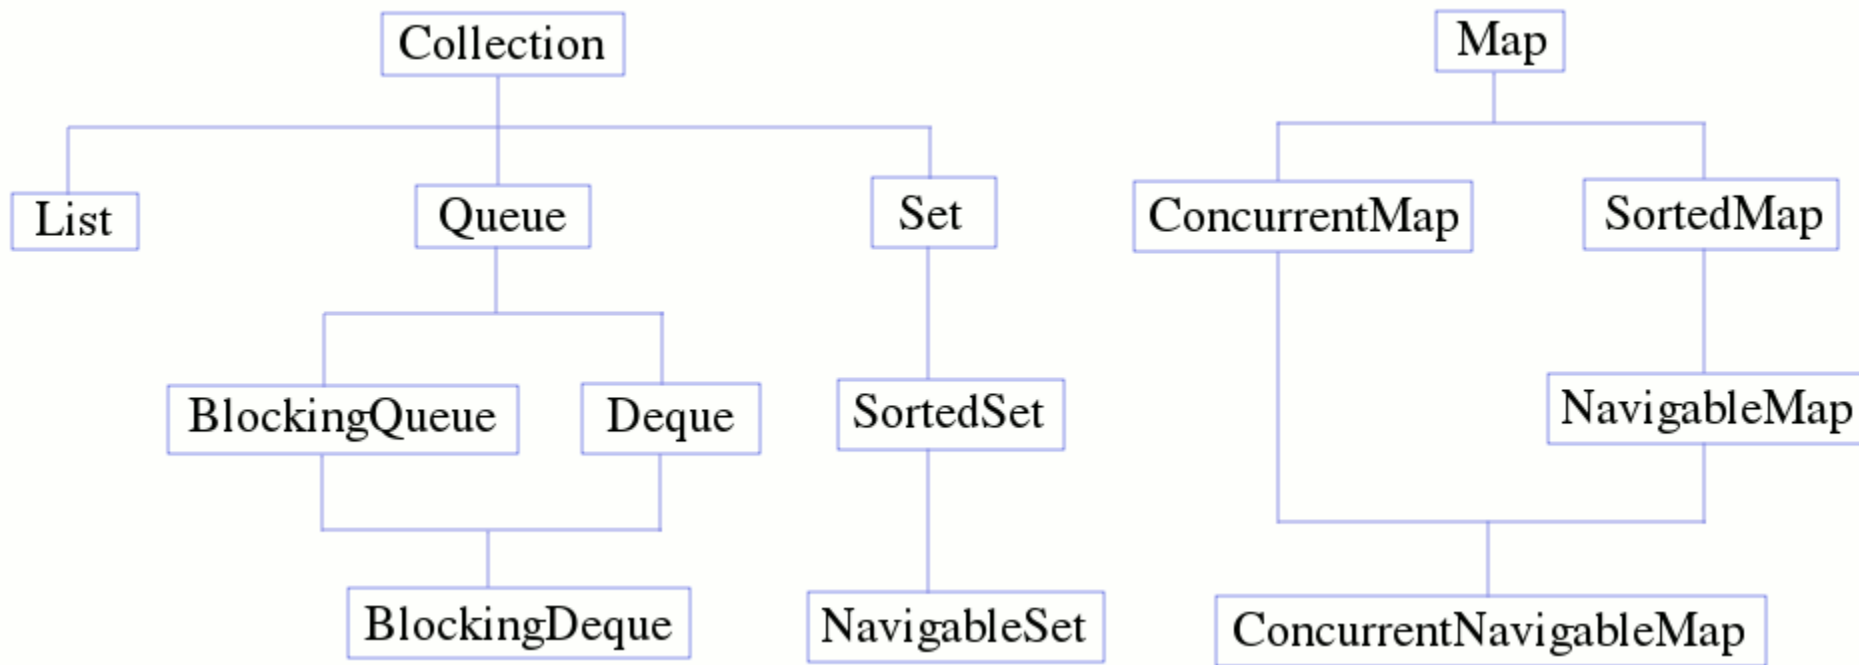 Collection
Map
List
Queue
Set
ConcurrentMap
SortedMap
BlockingQueue
Deque
SortedSet
NavigableMap
BlockingDeque
NavigableSet
ConcurrentNavigableMap